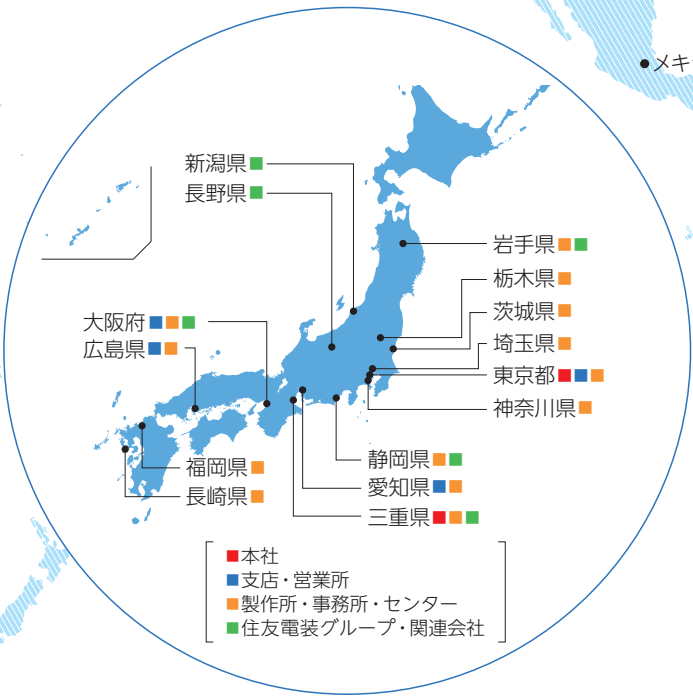 メキ
新潟県
長野県
岩手県
栃木県
茨城県
埼玉県
東京都
神奈川県
大阪府
広島県
福岡県
長崎県
静岡県
愛知県
三重県
本社
支店・営業所
製作所・事務所・センター
住友電装グループ・関連会社